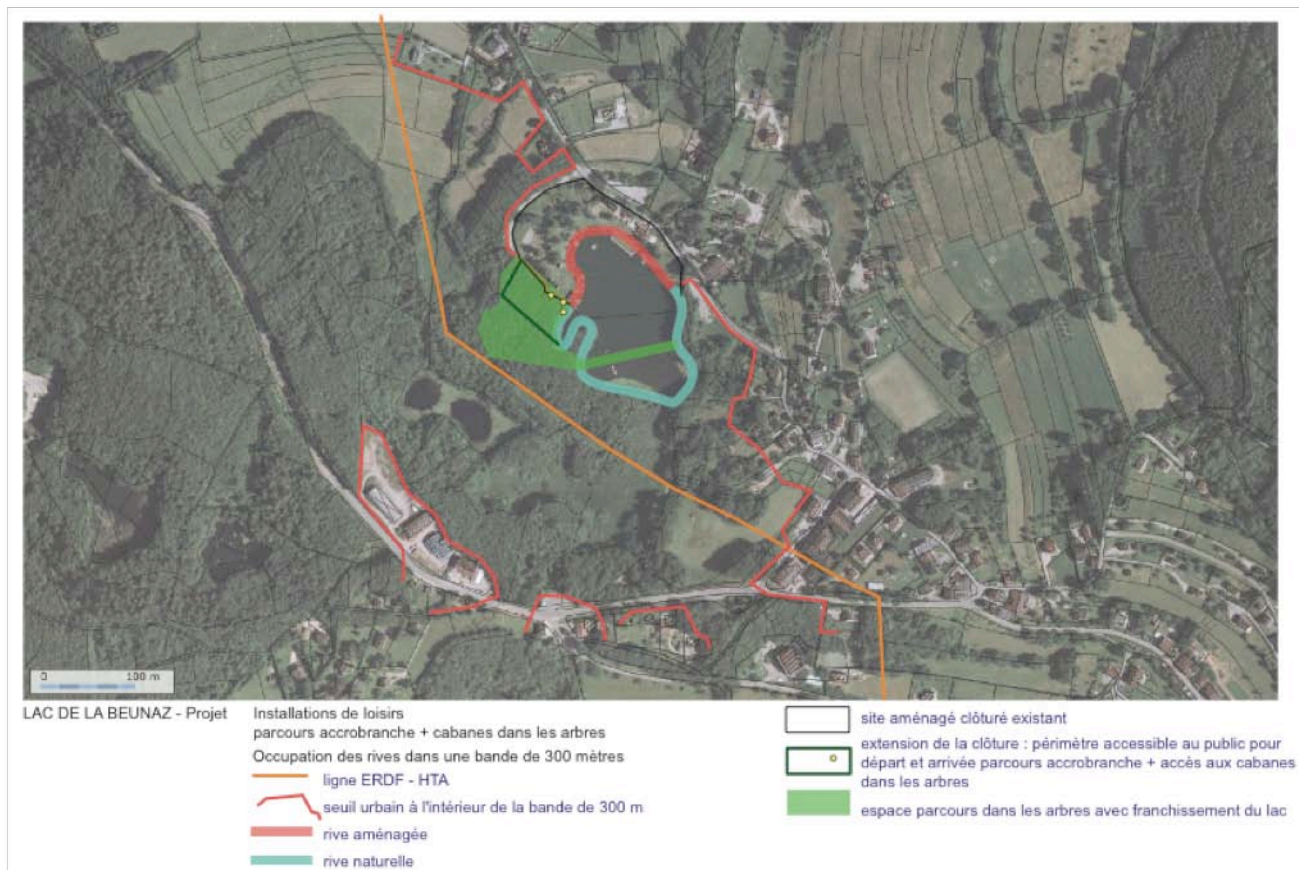 0 100 m
LAC DE LA BEUNAZ - Projet
Installations de loisirs
parcours accrobranche + cabanes dans les arbres
Occupation des rives dans une bande de 300 mètres
ligne ERDF - HTA
seuil urbain à l'intérieur de la bande de 300 m
rive aménagée
rive naturelle
site aménagé clôturé existant
extension de la clôture : périmètre accessible au public pour
départ et arrivée parcours accrobranche + accès aux cabanes
dans les arbres
espace parcours dans les arbres avec franchissement du lac